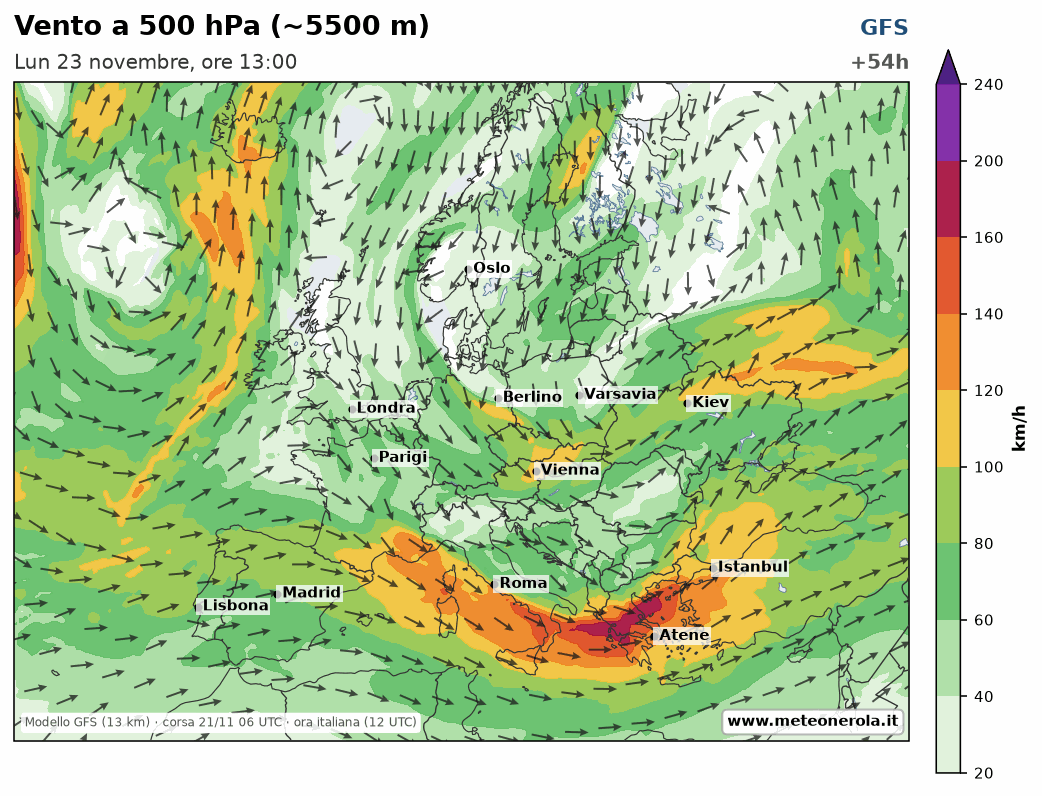 Vento a 500 hPa (~5500 m)
GFS
Lun 23 novembre, ore 13:00
+54h
240
200
160
140
120
100
80
60
40
20
km/h
Oslo
Berlino
Varsavia
Kiev
Londra
Parigi
Vienna
Istanbul
Roma
Madrid
Lisbona
Atene
Modello GFS (13 km) · corsa 21/11 06 UTC · ora italiana (12 UTC)
www.meteonerola.it